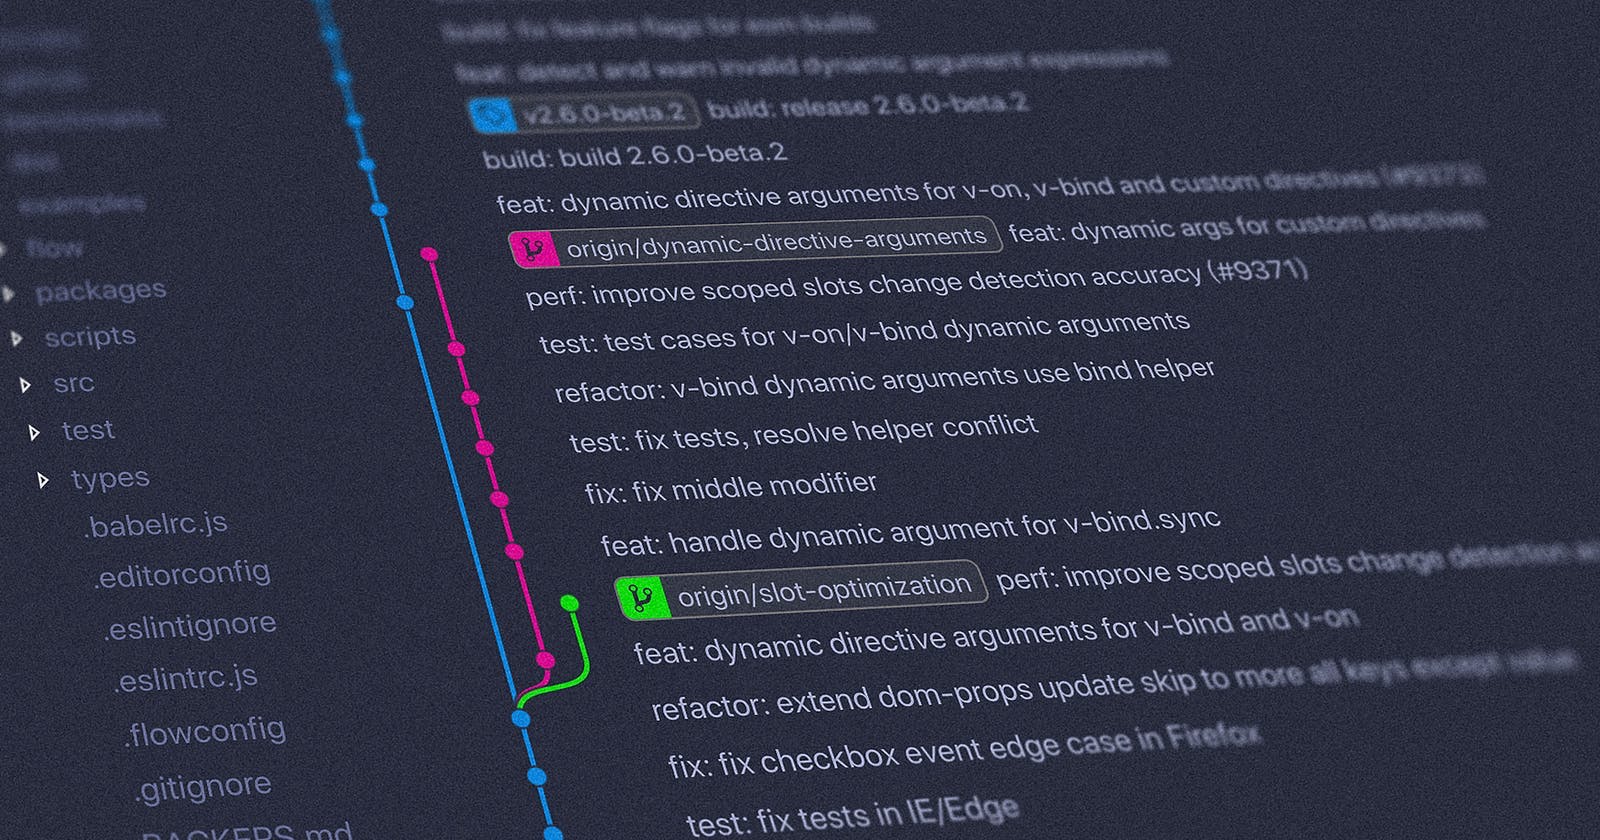 build: fix feature flags for esm builds
feat: detect and warn invalid dynamic argument expressions
v2.6.0-beta.2 build: release 2.6.0-beta.2
build: build 2.6.0-beta.2
feat: dynamic directive arguments for v-on, v-bind and custom directives (#9373)
origin/dynamic-directive-arguments feat: dynamic args for custom directives
perf: improve scoped slots change detection accuracy (#9371)
test: test cases for v-on/v-bind dynamic arguments
refactor: v-bind dynamic arguments use bind helper
test: fix tests, resolve helper conflict
fix: fix middle modifier
feat: handle dynamic argument for v-bind.sync
origin/slot-optimization perf: improve scoped slots change detection
feat: dynamic directive arguments for v-bind and v-on
refactor: extend dom-props update skip to more all keys except value
fix: fix checkbox event edge case in Firefox
test: fix tests in IE/Edge
examples
flow
packages
scripts
src
test
types
.babelrc.js
.editorconfig
.eslintignore
.eslintrc.js
.flowconfig
.gitignore
BACKERS.md